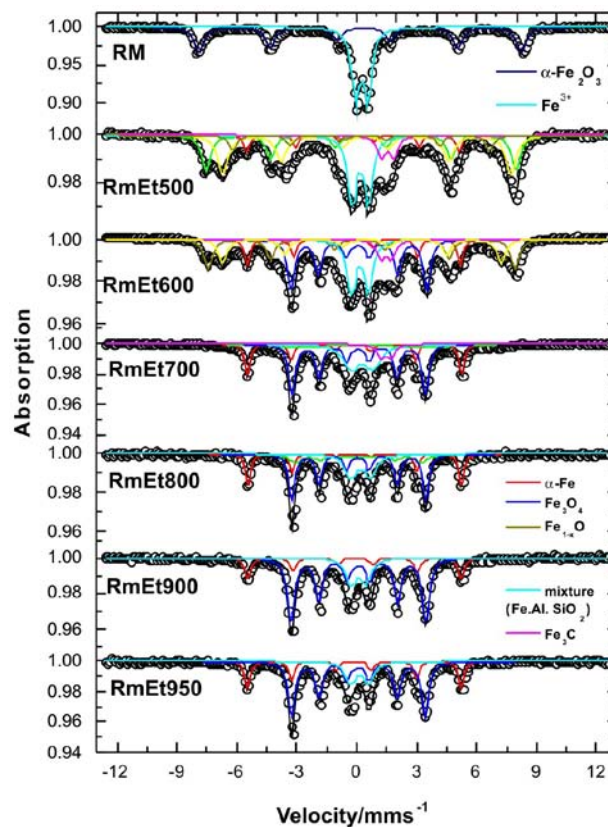 1.00
RM
0.95
α-Fe2O3
0.90
Fe3+
1.00
0.98
RmEt500
1.00
RmEt600
0.98
0.96
1.00
RmEt700
0.98
0.96
0.94
1.00
RmEt800
0.98
0.96
α-Fe
Fe3O4
Fe1-xO
1.00
RmEt900
0.98
0.96
mixture
(Fe.Al. SiO2)
Fe3C
1.00
RmEt950
0.98
0.96
0.94
-12 -9 -6 -3 0 3 6 9 12
Velocity/mms-1
Absorption